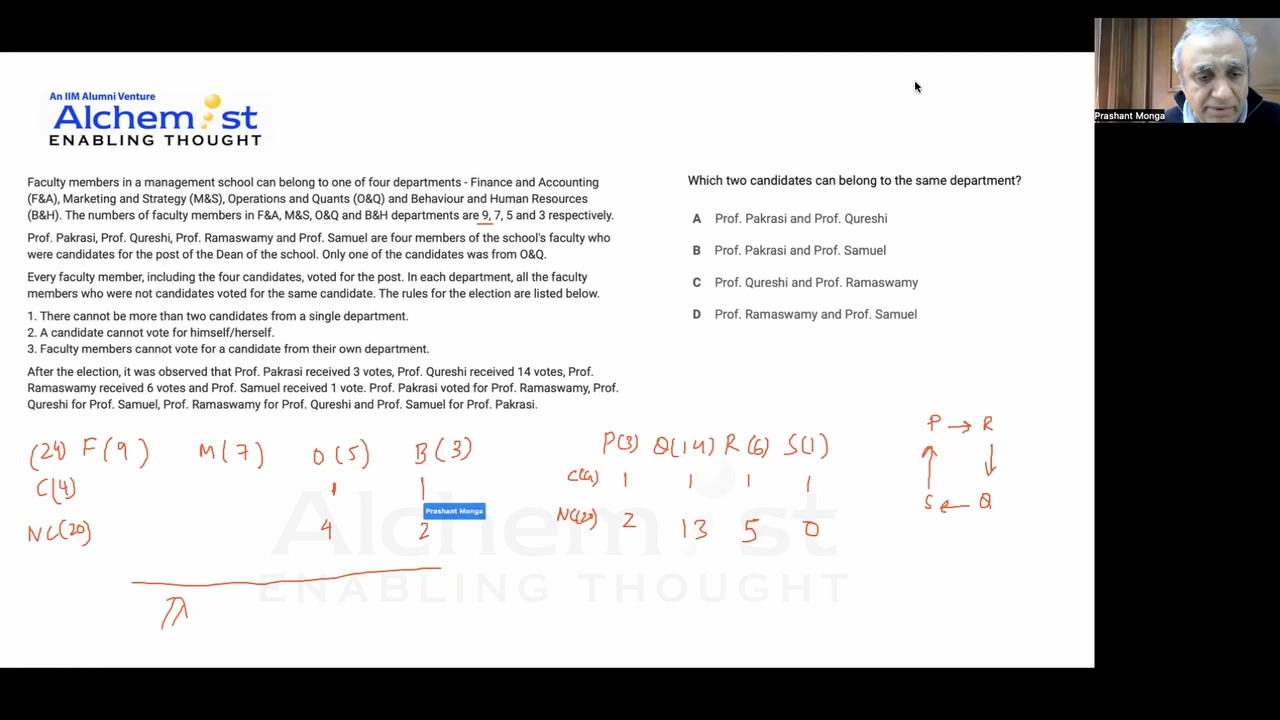 An IIM Alumni Venture
Alchemist
ENABLING THOUGHT
Prashant Monga
Faculty members in a management school can belong to one of four departments - Finance and Accounting
(F&A), Marketing and Strategy (M&S), Operations and Quants (O&Q) and Behaviour and Human Resources
(B&H). The numbers of faculty members in F&A, M&S, O&Q and B&H departments are 9, 7, 5 and 3 respectively.
Prof. Pakrasi, Prof. Qureshi, Prof. Ramaswamy and Prof. Samuel are four members of the school's faculty who
were candidates for the post of the Dean of the school. Only one of the candidates was from O&Q.
Every faculty member, including the four candidates, voted for the post. In each department, all the faculty
members who were not candidates voted for the same candidate. The rules for the election are listed below.
1. There cannot be more than two candidates from a single department.
2. A candidate cannot vote for himself/herself.
3. Faculty members cannot vote for a candidate from their own department.
After the election, it was observed that Prof. Pakrasi received 3 votes, Prof. Qureshi received 14 votes, Prof.
Ramaswamy received 6 votes and Prof. Samuel received 1 vote. Prof. Pakrasi voted for Prof. Ramaswamy, Prof.
Qureshi for Prof. Samuel, Prof. Ramaswamy for Prof. Qureshi and Prof. Samuel for Prof. Pakrasi.
Which two candidates can belong to the same department?
A Prof. Pakrasi and Prof. Qureshi
B Prof. Pakrasi and Prof. Samuel
C Prof. Qureshi and Prof. Ramaswamy
D Prof. Ramaswamy and Prof. Samuel
(24) F(9) M(7) O(5) B(3)
C(4) 1 1
Prashant Monga
NC(20) 4 2
P(3) Q(14) R(6) S(1)
C(4) 1 1 1 1
NC(20) 2 13 5 0
P → R
S ← Q
Alchemist
ENABLING THOUGHT